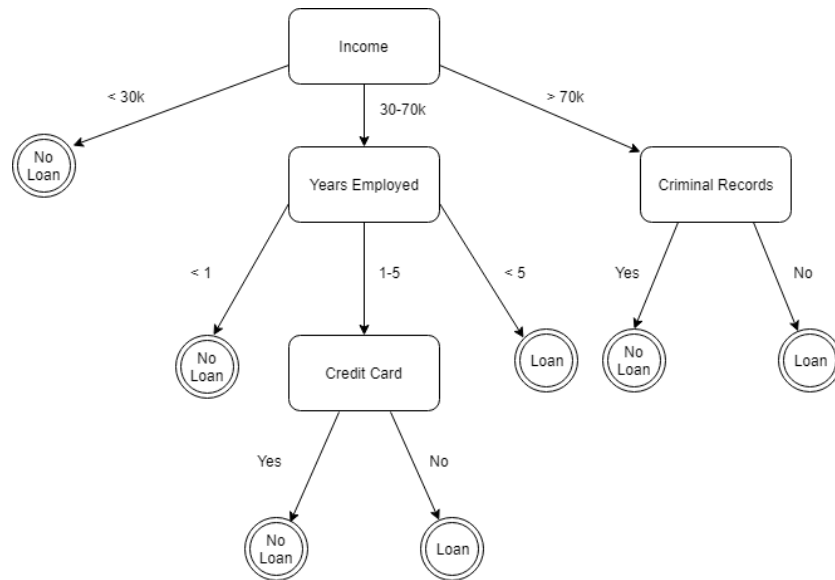 Income
< 30k
30-70k
> 70k
No
Loan
Years Employed
Criminal Records
< 1
1-5
< 5
Yes
No
No
Loan
Credit Card
Loan
No
Loan
Loan
Yes
No
No
Loan
Loan